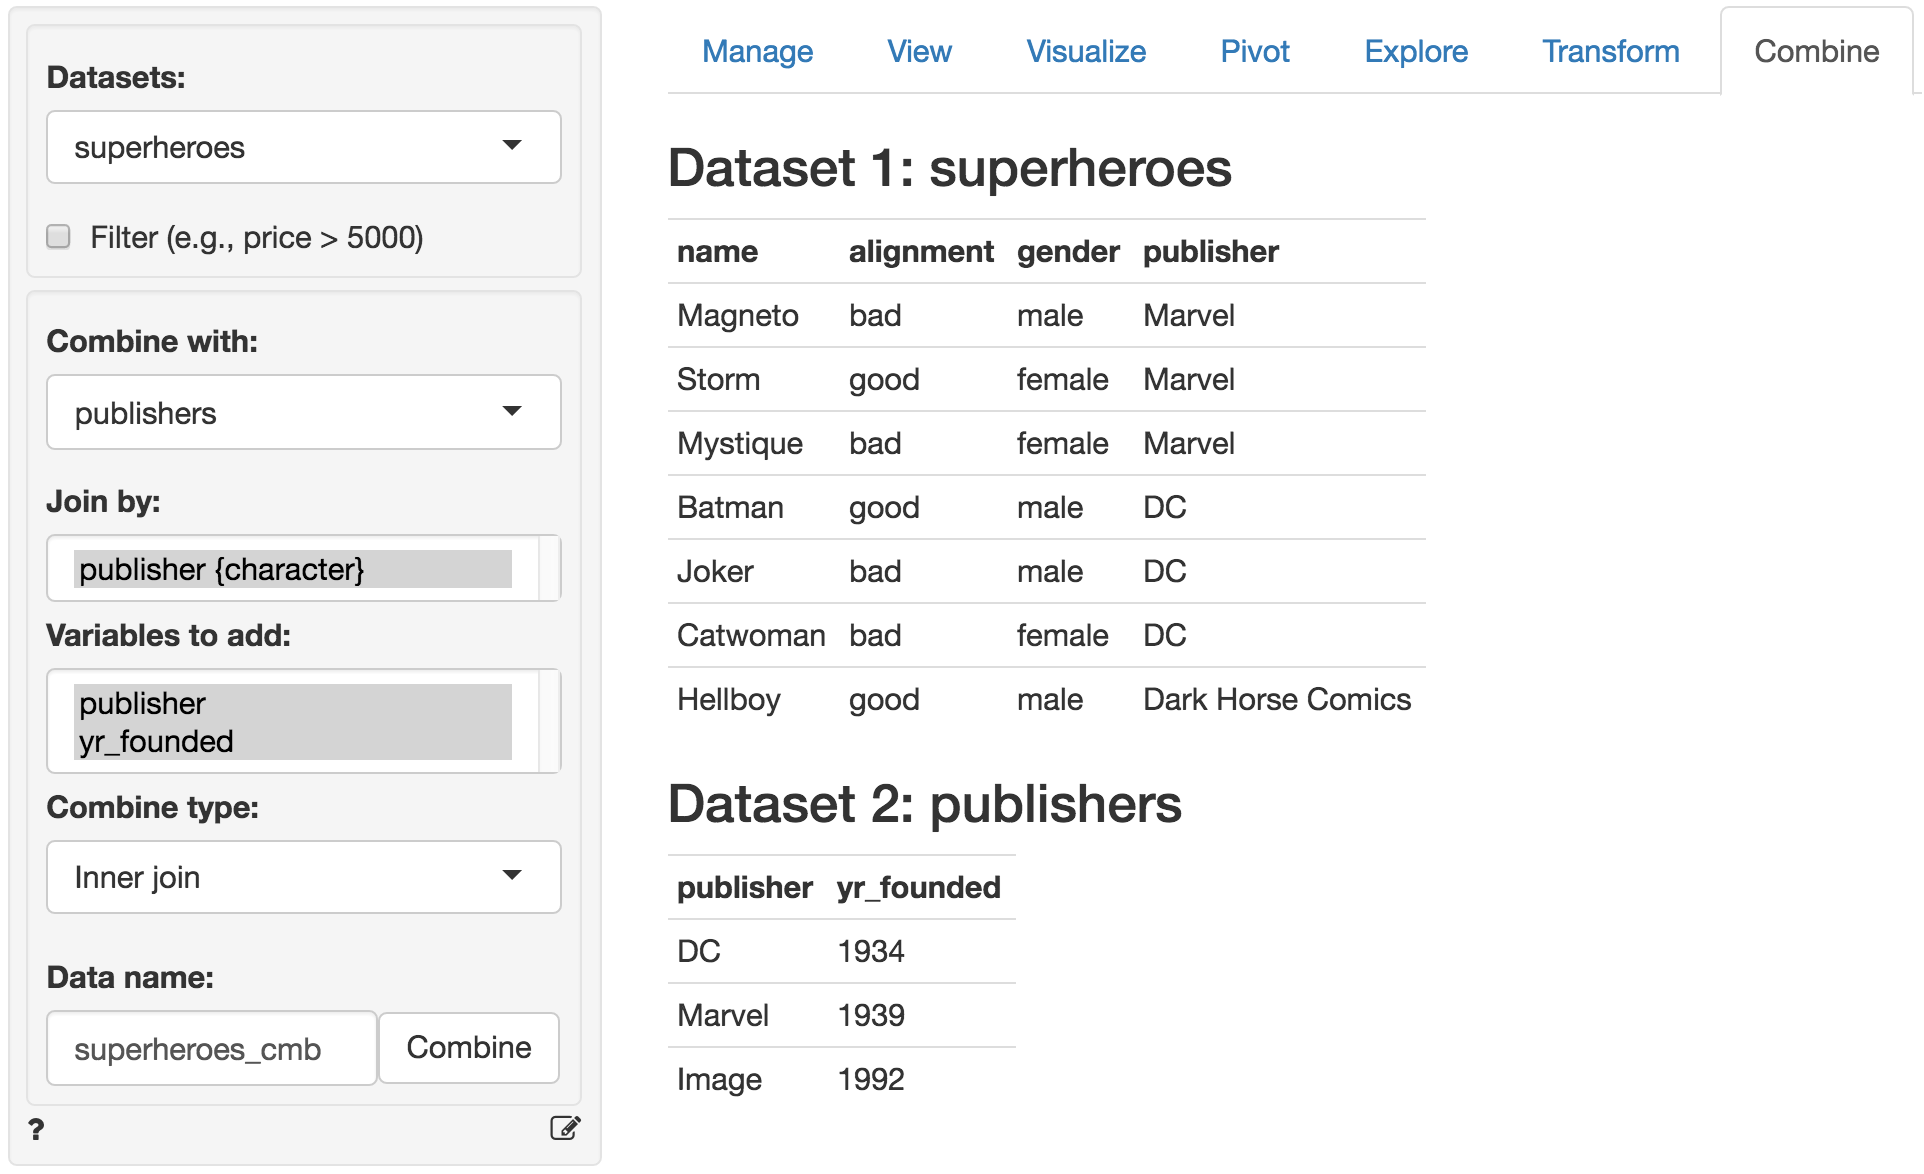 Datasets:
superheroes
Filter (e.g., price > 5000)
Combine with:
publishers
Join by:
publisher {character}
Variables to add:
publisher
yr_founded
Combine type:
Inner join
Data name:
superheroes_cmb Combine
?
Manage View Visualize Pivot Explore Transform Combine
Dataset 1: superheroes
name alignment gender publisher
Magneto bad male Marvel
Storm good female Marvel
Mystique bad female Marvel
Batman good male DC
Joker bad male DC
Catwoman bad female DC
Hellboy good male Dark Horse Comics
Dataset 2: publishers
publisher yr_founded
DC 1934
Marvel 1939
Image 1992